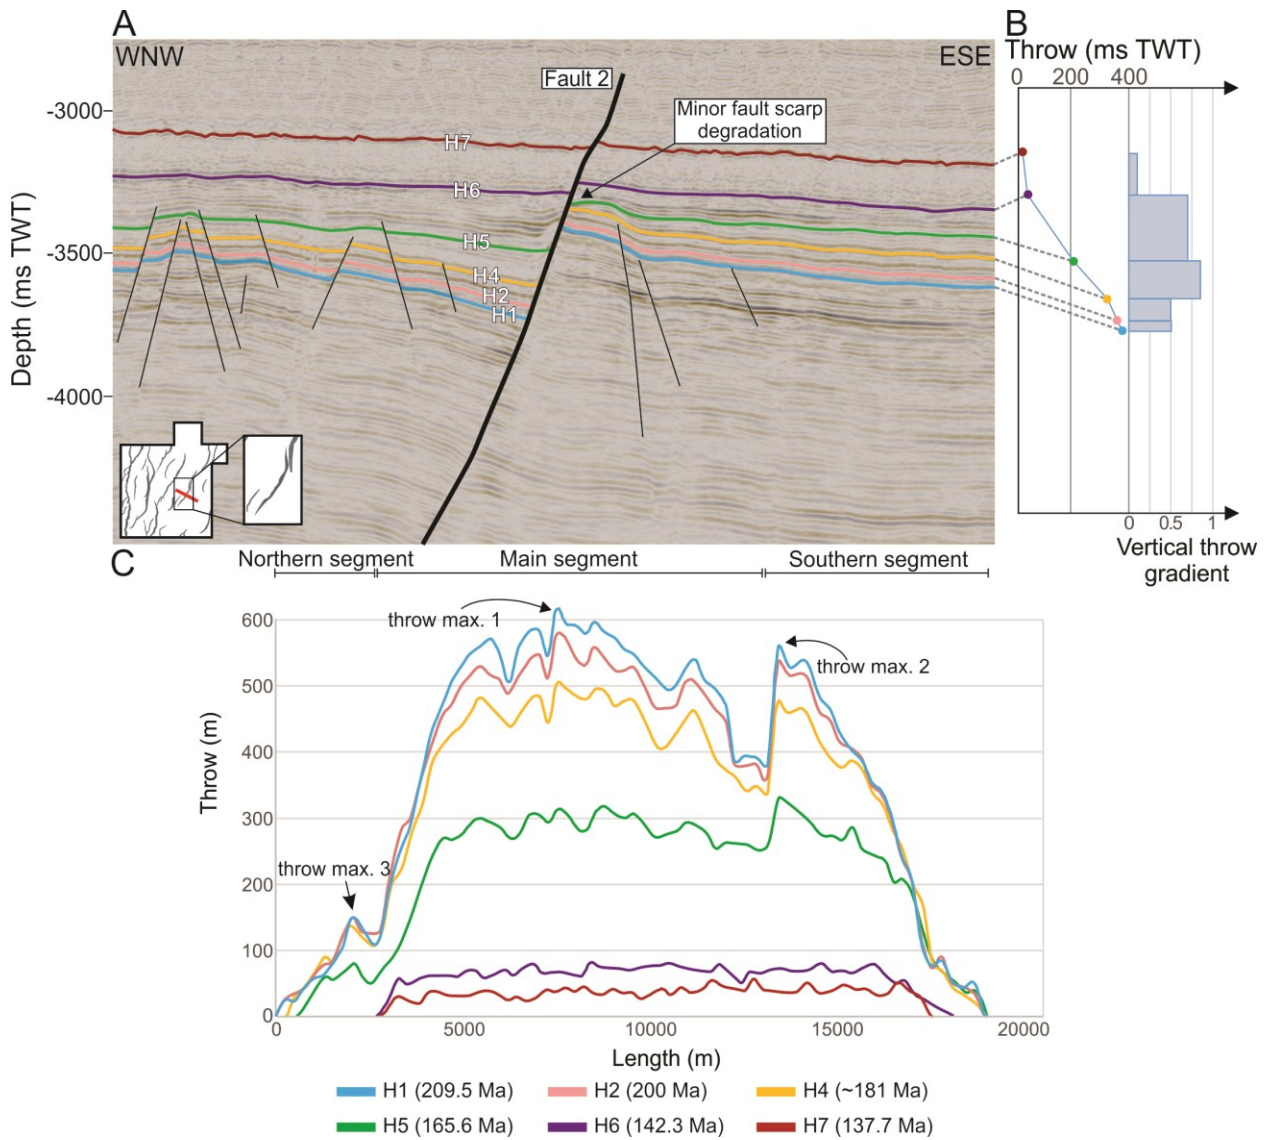 A
B
WNW
ESE
Throw (ms TWT)
0 200 400
Fault 2
Minor fault scarp
degradation
-3000
H7
H6
Depth (ms TWT)
-3500
H5
H4
H2
H1
-4000
0 0.5 1
Vertical throw
gradient
C
Northern segment Main segment Southern segment
throw max. 1
throw max. 2
throw max. 3
600
500
400
300
200
100
0
Throw (m)
0 5000 10000 15000 20000
Length (m)
H1 (209.5 Ma) H2 (200 Ma) H4 (~181 Ma)
H5 (165.6 Ma) H6 (142.3 Ma) H7 (137.7 Ma)